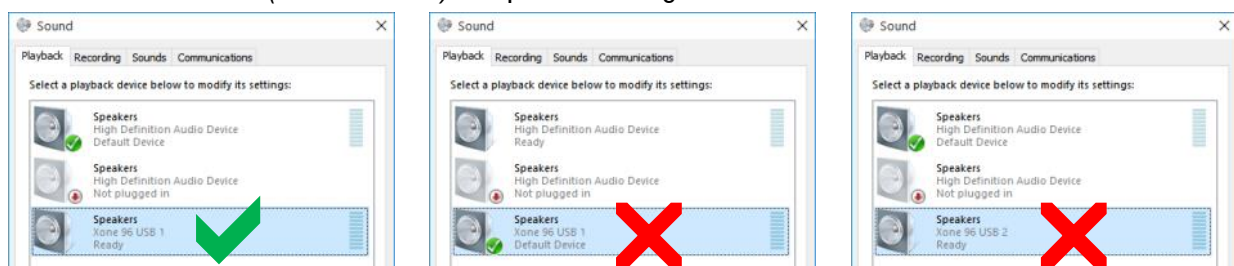 Sound
Playback Recording Sounds Communications
Select a playback device below to modify its settings:
Speakers
High Definition Audio Device
Default Device
Speakers
High Definition Audio Device
Not plugged in
Speakers
Xone 96 USB 1
Ready
Sound
Playback Recording Sounds Communications
Select a playback device below to modify its settings:
Speakers
High Definition Audio Device
Ready
Speakers
High Definition Audio Device
Not plugged in
Speakers
Xone 96 USB 1
Default Device
Sound
Playback Recording Sounds Communications
Select a playback device below to modify its settings:
Speakers
High Definition Audio Device
Default Device
Speakers
High Definition Audio Device
Not plugged in
Speakers
Xone 96 USB 2
Ready